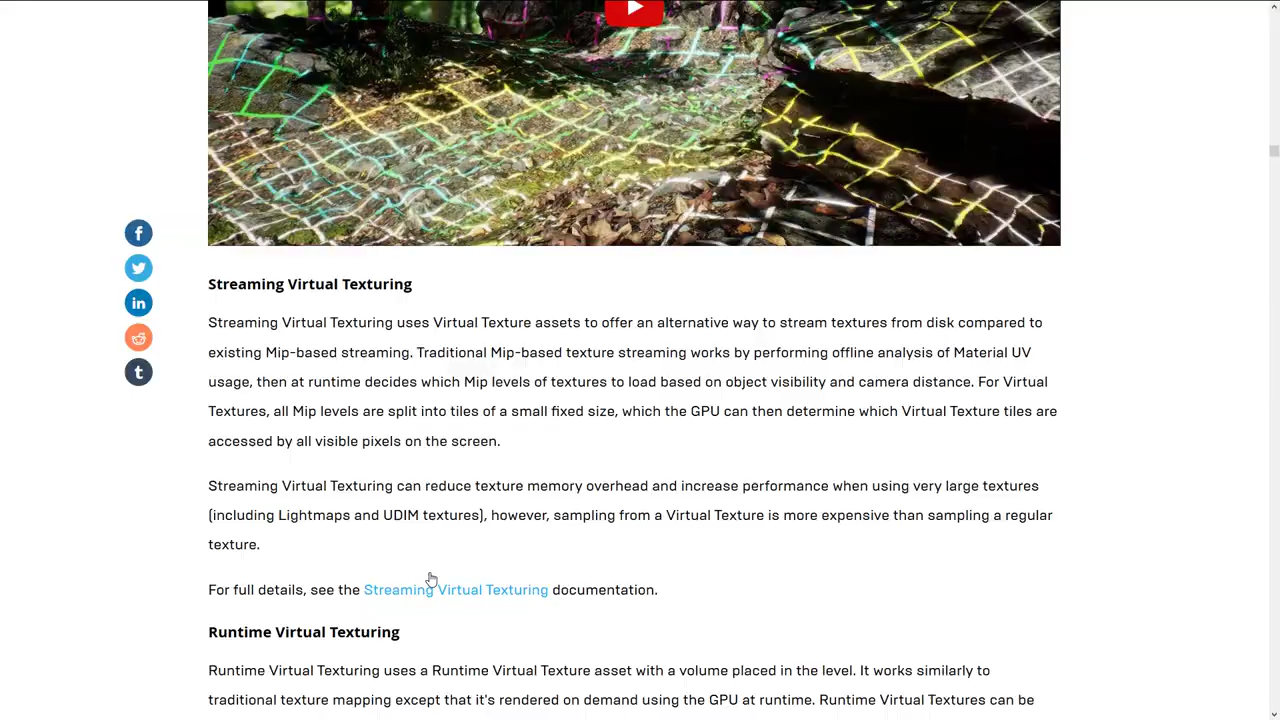 Streaming Virtual Texturing
Streaming Virtual Texturing uses Virtual Texture assets to offer an alternative way to stream textures from disk compared to
existing Mip-based streaming. Traditional Mip-based texture streaming works by performing offline analysis of Material UV
usage, then at runtime decides which Mip levels of textures to load based on object visibility and camera distance. For Virtual
Textures, all Mip levels are split into tiles of a small fixed size, which the GPU can then determine which Virtual Texture tiles are
accessed by all visible pixels on the screen.
Streaming Virtual Texturing can reduce texture memory overhead and increase performance when using very large textures
(including Lightmaps and UDIM textures), however, sampling from a Virtual Texture is more expensive than sampling a regular
texture.
For full details, see the Streaming Virtual Texturing documentation.
Runtime Virtual Texturing
Runtime Virtual Texturing uses a Runtime Virtual Texture asset with a volume placed in the level. It works similarly to
traditional texture mapping except that it's rendered on demand using the GPU at runtime. Runtime Virtual Textures can be